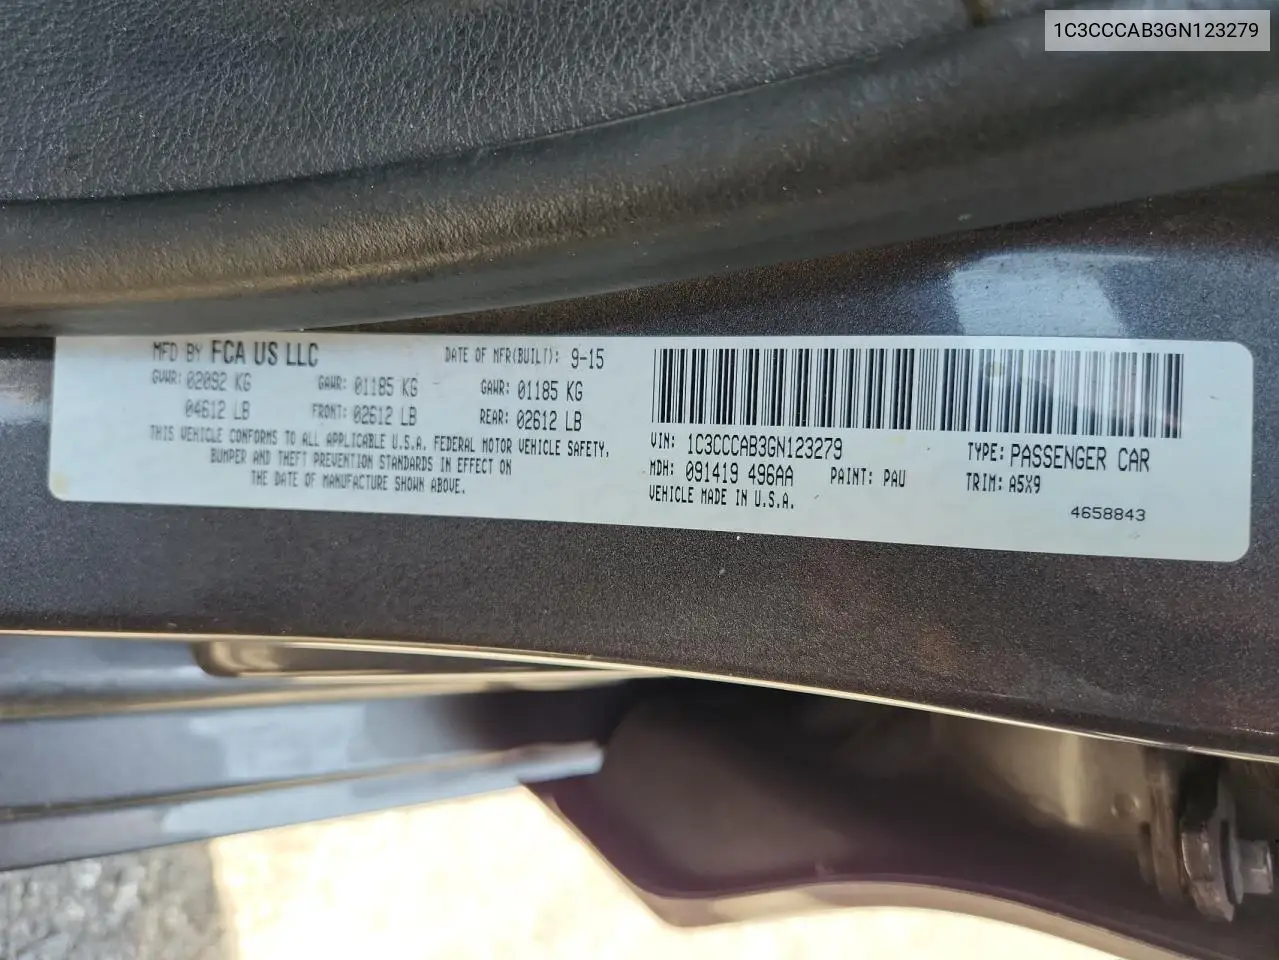 1C3CCCAB3GN123279
MFD BY FCA US LLC DATE OF MFR(BUILT): 9-15
GVWR: 02092 KG GAWR: 01185 KG GAWR: 01185 KG
04612 LB FRONT: 02612 LB REAR: 02612 LB
THIS VEHICLE CONFORMS TO ALL APPLICABLE U.S.A. FEDERAL MOTOR VEHICLE SAFETY,
BUMPER AND THEFT PREVENTION STANDARDS IN EFFECT ON
THE DATE OF MANUFACTURE SHOWN ABOVE.
VIN: 1C3CCCAB3GN123279 TYPE: PASSENGER CAR
MDH: 091419 496AA PAINT: PAU TRIM: A5X9
VEHICLE MADE IN U.S.A. 4658843